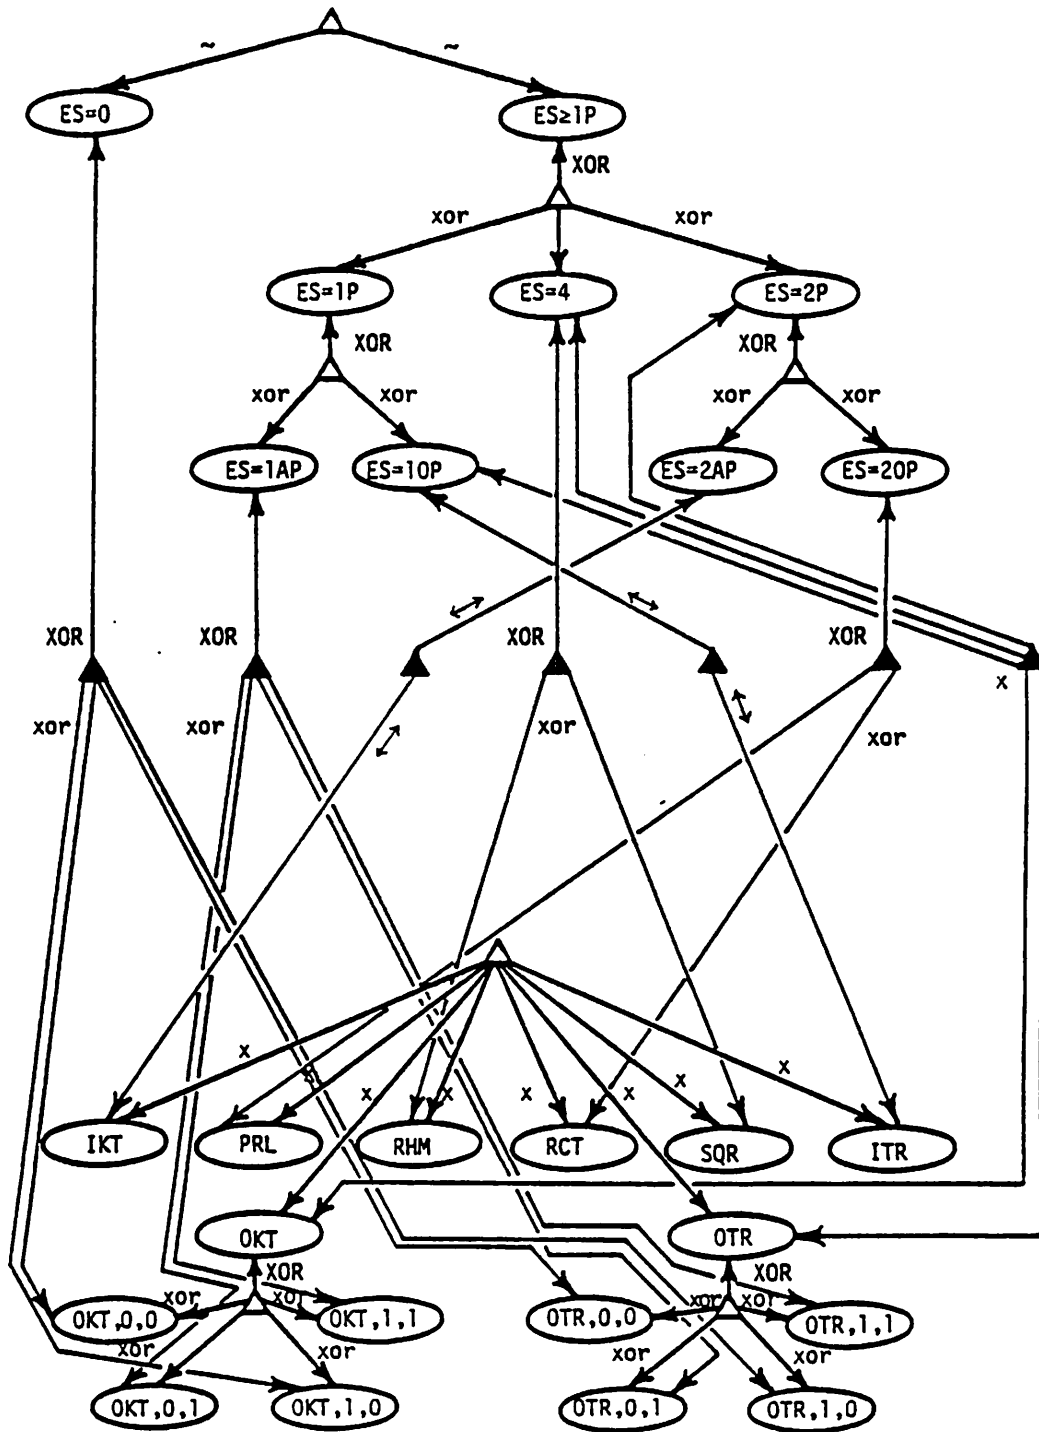 ~ ~
ES=0 ES≥1P
XOR
xor xor
ES=1P ES=4 ES=2P
XOR XOR
xor xor xor xor
ES=1AP ES=1OP ES=2AP ES=2OP
↔ ↔
XOR XOR XOR XOR
x
xor xor xor xor
↔ ↔
x x x x x x x x
IKT PRL RHM RCT SQR ITR
OKT OTR
XOR XOR
xor xor xor xor
OKT,0,0 OKT,1,1 OTR,0,0 OTR,1,1
xor xor xor xor
OKT,0,1 OKT,1,0 OTR,0,1 OTR,1,0